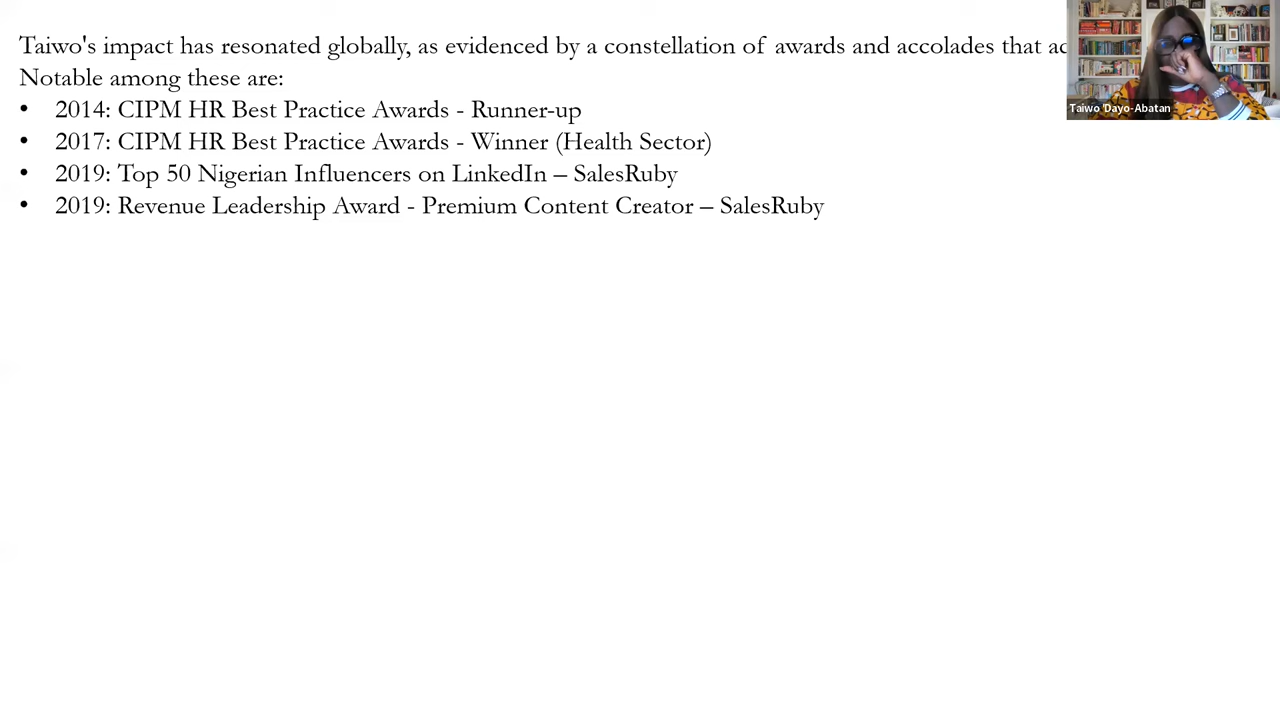 Taiwo's impact has resonated globally, as evidenced by a constellation of awards and accolades that
Notable among these are:
• 2014: CIPM HR Best Practice Awards - Runner-up
• 2017: CIPM HR Best Practice Awards - Winner (Health Sector)
• 2019: Top 50 Nigerian Influencers on LinkedIn – SalesRuby
• 2019: Revenue Leadership Award - Premium Content Creator – SalesRuby
Taiwo 'Dayo-Abatan